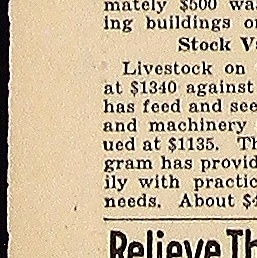 mately $500 wa
ing buildings o
Stock V
Livestock on
at $1340 against
has feed and see
and machinery
ued at $1135. Th
gram has provid
ily with practic
needs. About $
Relieve Th